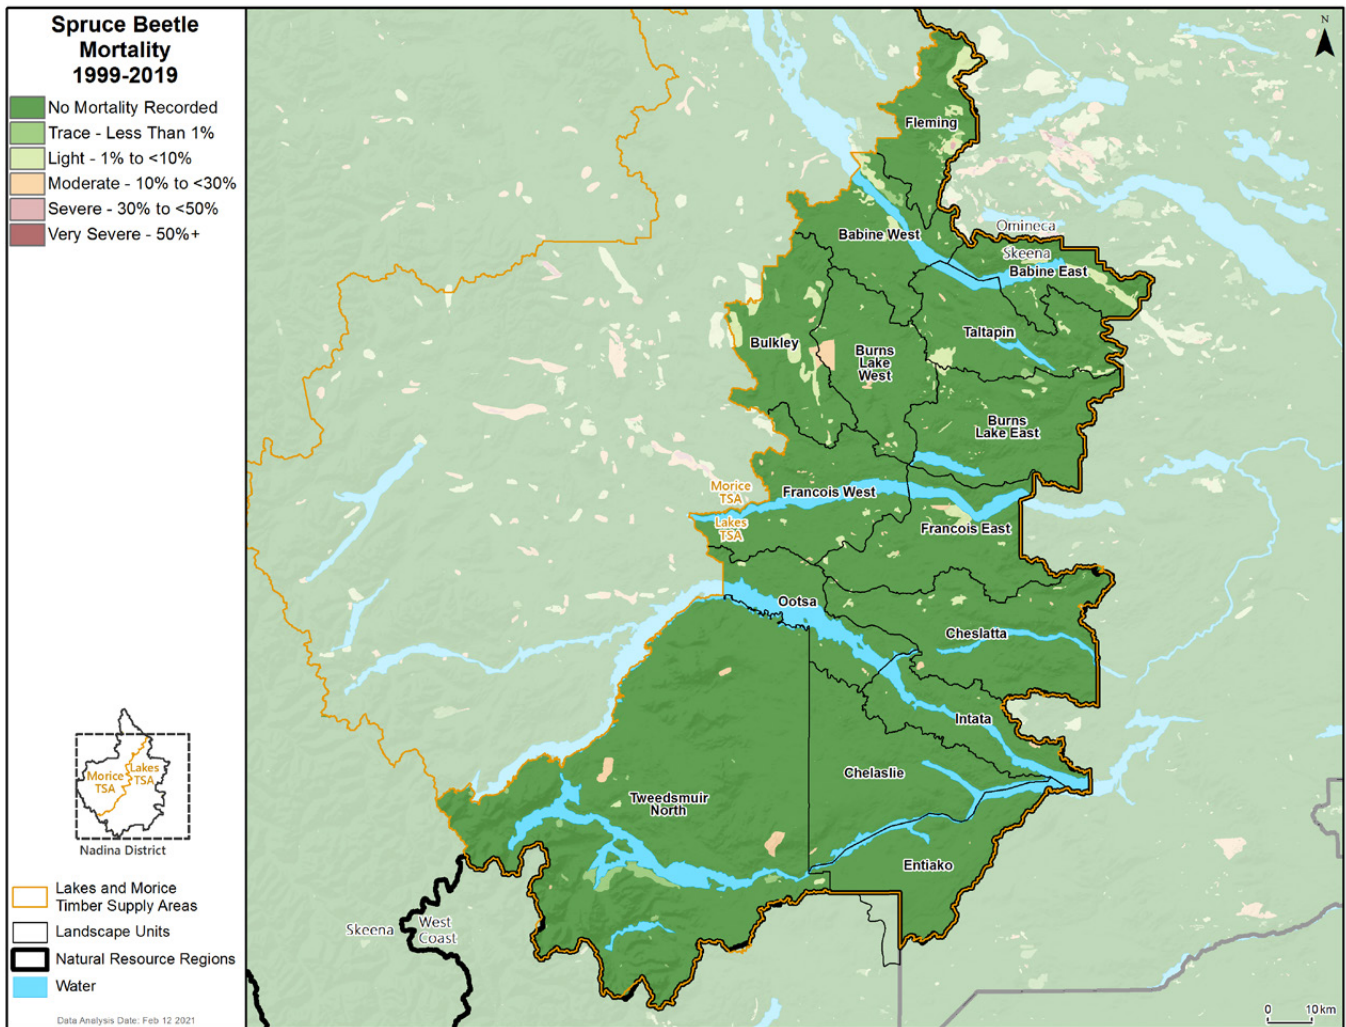 Spruce Beetle
Mortality
1999-2019
No Mortality Recorded
Trace - Less Than 1%
Light - 1% to <10%
Moderate - 10% to <30%
Severe - 30% to <50%
Very Severe - 50%+
N
Fleming
Omineca
Skeena
Babine West
Babine East
Taltapin
Bulkley
Burns
Lake
West
Burns
Lake East
Morice
TSA
Francois West
Lakes
TSA
Francois East
Ootsa
Cheslatta
Intata
Chelaslie
Tweedsmuir
North
Entiako
Morice
TSA
Lakes
TSA
Nadina District
Lakes and Morice
Timber Supply Areas
Landscape Units
Natural Resource Regions
Water
Skeena
West
Coast
Data Analysis Date: Feb 12 2021
0 10km